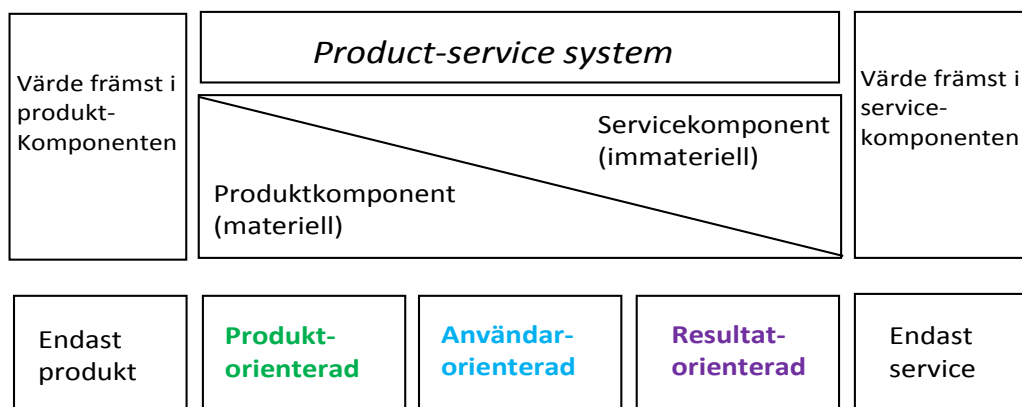 Värde främst i
produkt-
Komponenten
Product-service system
Servicekomponent
(immateriell)
Produktkomponent
(materiell)
Värde främst i
service-
komponenten
Endast
produkt
Produkt-
orienterad
Användar-
orienterad
Resultat-
orienterad
Endast
service